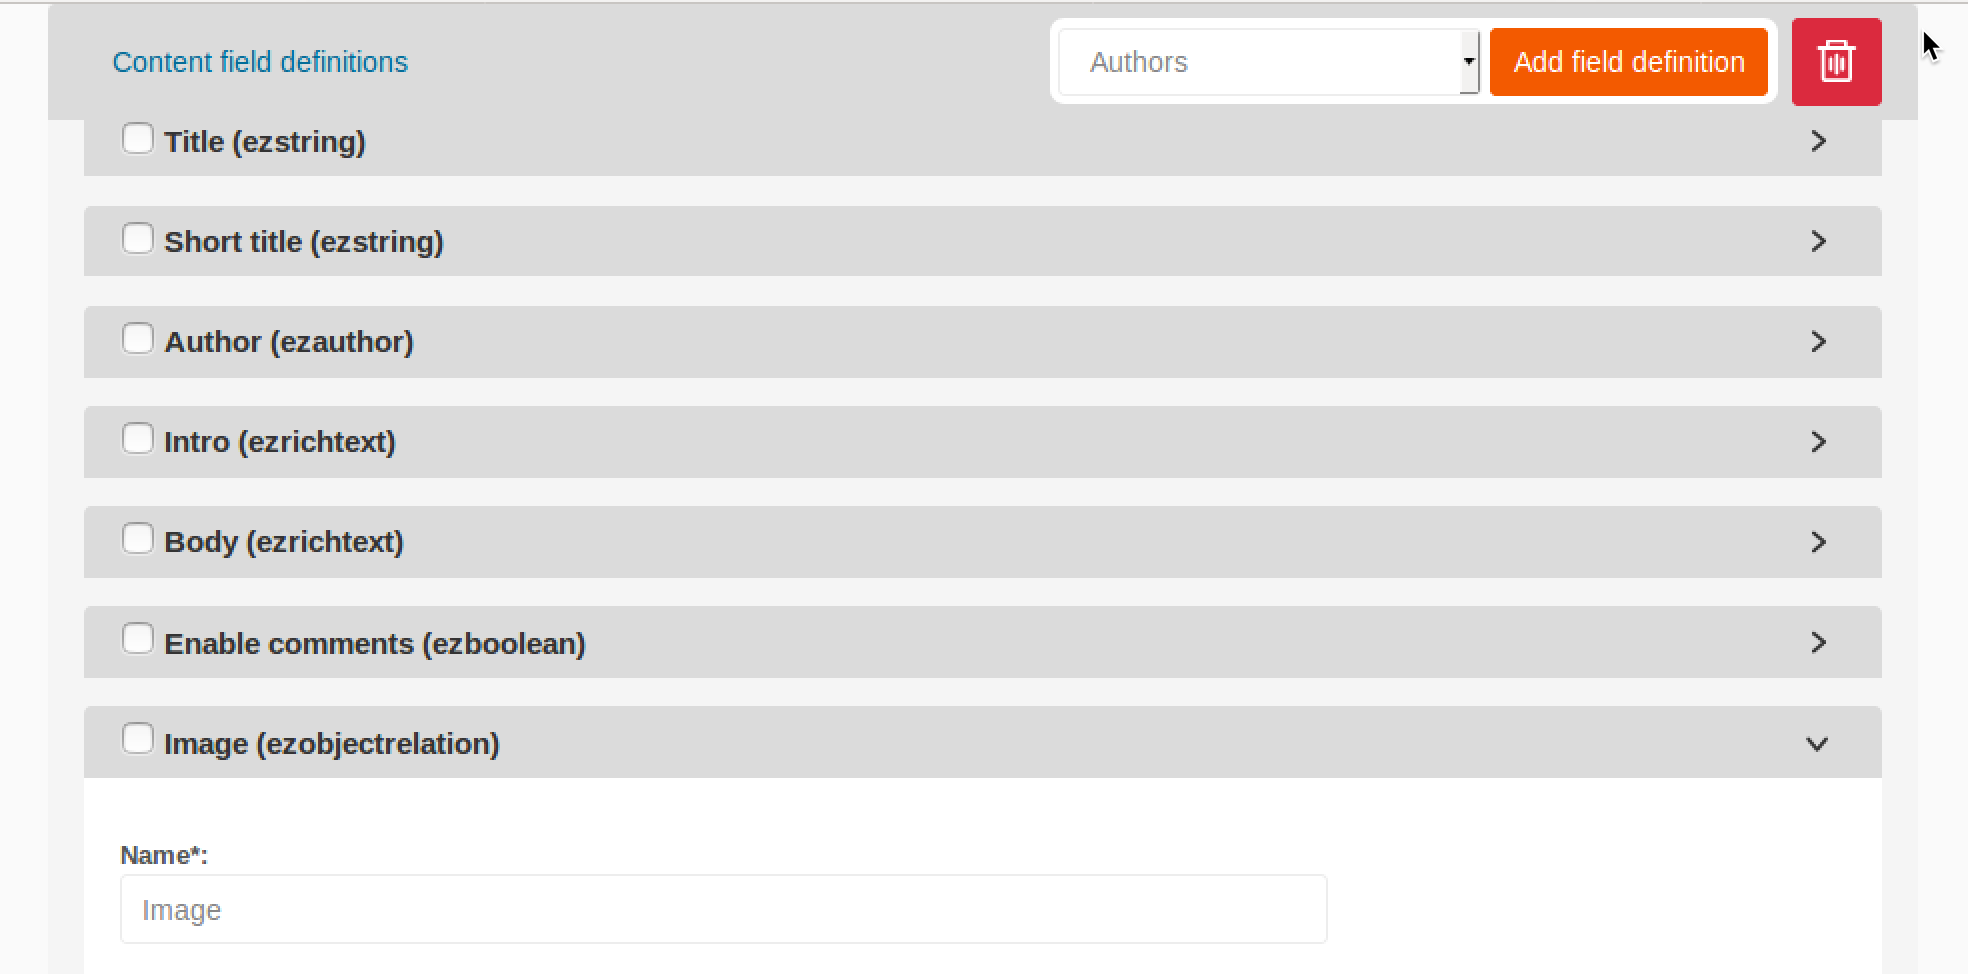 Content field definitions
Authors
Add field definition
Title (ezstring)
Short title (ezstring)
Author (ezauthor)
Intro (ezrichtext)
Body (ezrichtext)
Enable comments (ezboolean)
Image (ezobjectrelation)
Name*:
Image